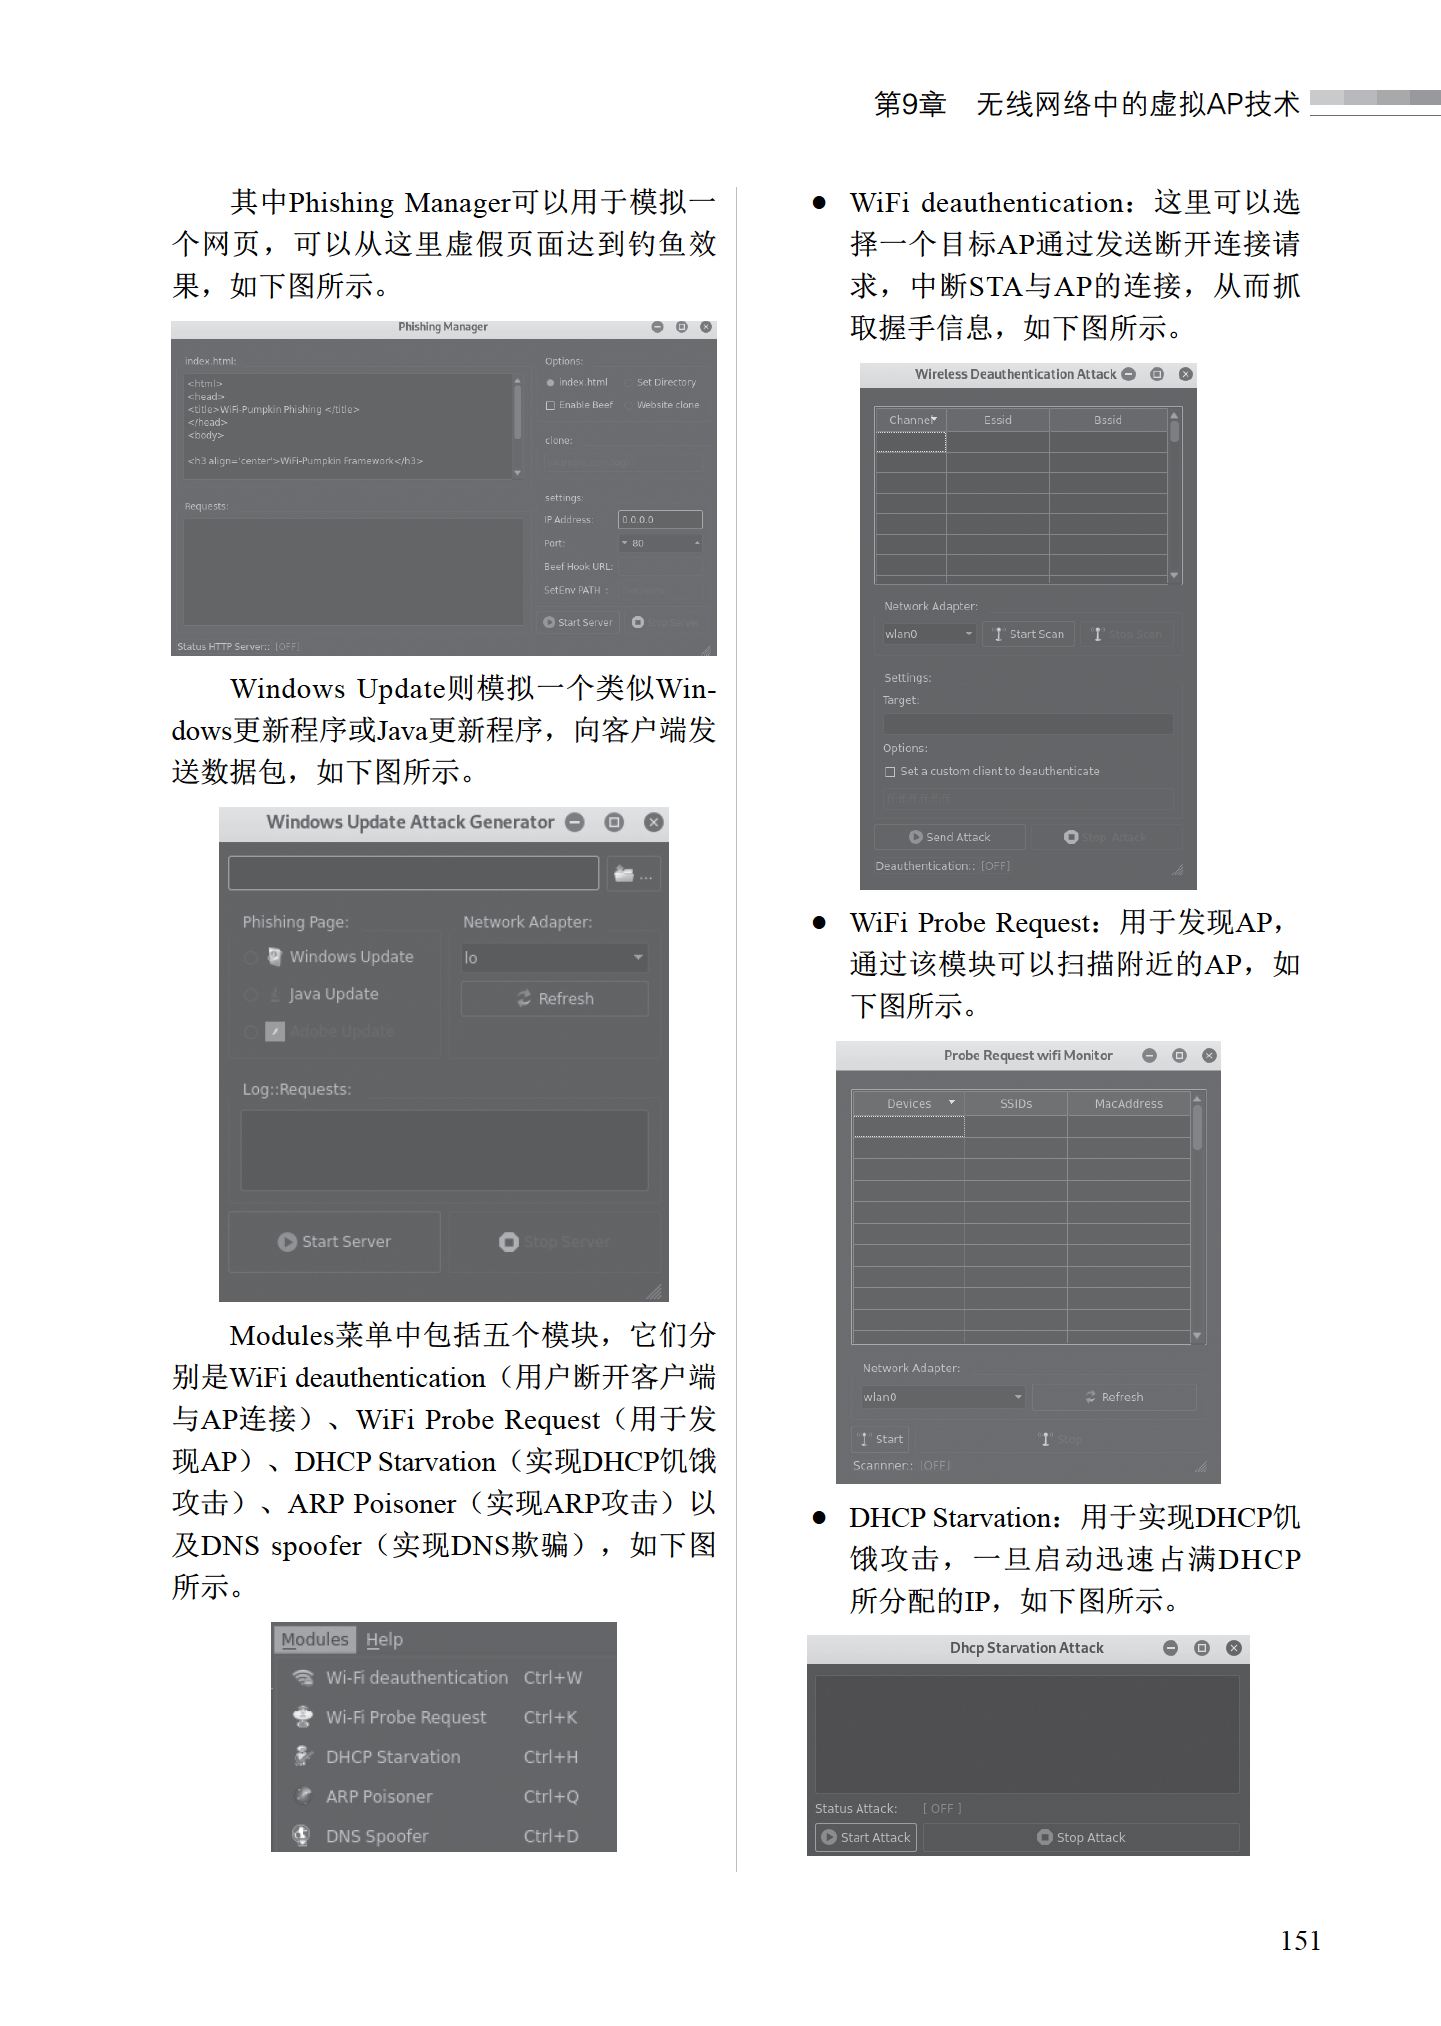 第9章 无线网络中的虚拟AP技术
其中Phishing Manager可以用于模拟一
个网页，可以从这里虚假页面达到钓鱼效
果，如下图所示。
Phishing Manager
index.html:
<html>
<head>
<title>WiFi-Pumpkin Phishing </title>
</head>
<body>
<h3 align='center'>WiFi-Pumpkin Framework</h3>
Requests:
Status HTTP Server:: [OFF]
Options:
index.html Set Directory
Enable Beef Website clone
clone:
settings:
IP Address: 0.0.0.0
Port: 80
Beef Hook URL:
SetEnv PATH :
Start Server Stop Server
Windows Update则模拟一个类似Win-
dows更新程序或Java更新程序，向客户端发
送数据包，如下图所示。
Windows Update Attack Generator
...
Phishing Page: Network Adapter:
Windows Update lo
Java Update Refresh
Adobe Update
Log::Requests:
Start Server Stop Server
Modules菜单中包括五个模块，它们分
别是WiFi deauthentication（用户断开客户端
与AP连接）、WiFi Probe Request（用于发
现AP）、DHCP Starvation（实现DHCP饥饿
攻击）、ARP Poisoner（实现ARP攻击）以
及DNS spoofer（实现DNS欺骗），如下图
所示。
Modules Help
Wi-Fi deauthentication Ctrl+W
Wi-Fi Probe Request Ctrl+K
DHCP Starvation Ctrl+H
ARP Poisoner Ctrl+Q
DNS Spoofer Ctrl+D
● WiFi deauthentication：这里可以选
择一个目标AP通过发送断开连接请
求，中断STA与AP的连接，从而抓
取握手信息，如下图所示。
Wireless Deauthentication Attack
Channel Essid Bssid
Network Adapter:
wlan0 Start Scan Stop Scan
Settings:
Target:
Options:
Set a custom client to deauthenticate
Send Attack Stop Attack
Deauthentication:: [OFF]
● WiFi Probe Request：用于发现AP，
通过该模块可以扫描附近的AP，如
下图所示。
Probe Request wifi Monitor
Devices SSIDs MacAddress
Network Adapter:
wlan0 Refresh
Start Stop
Scannner:: [OFF]
● DHCP Starvation：用于实现DHCP饥
饿攻击，一旦启动迅速占满DHCP
所分配的IP，如下图所示。
Dhcp Starvation Attack
Status Attack: [ OFF ]
Start Attack Stop Attack
151